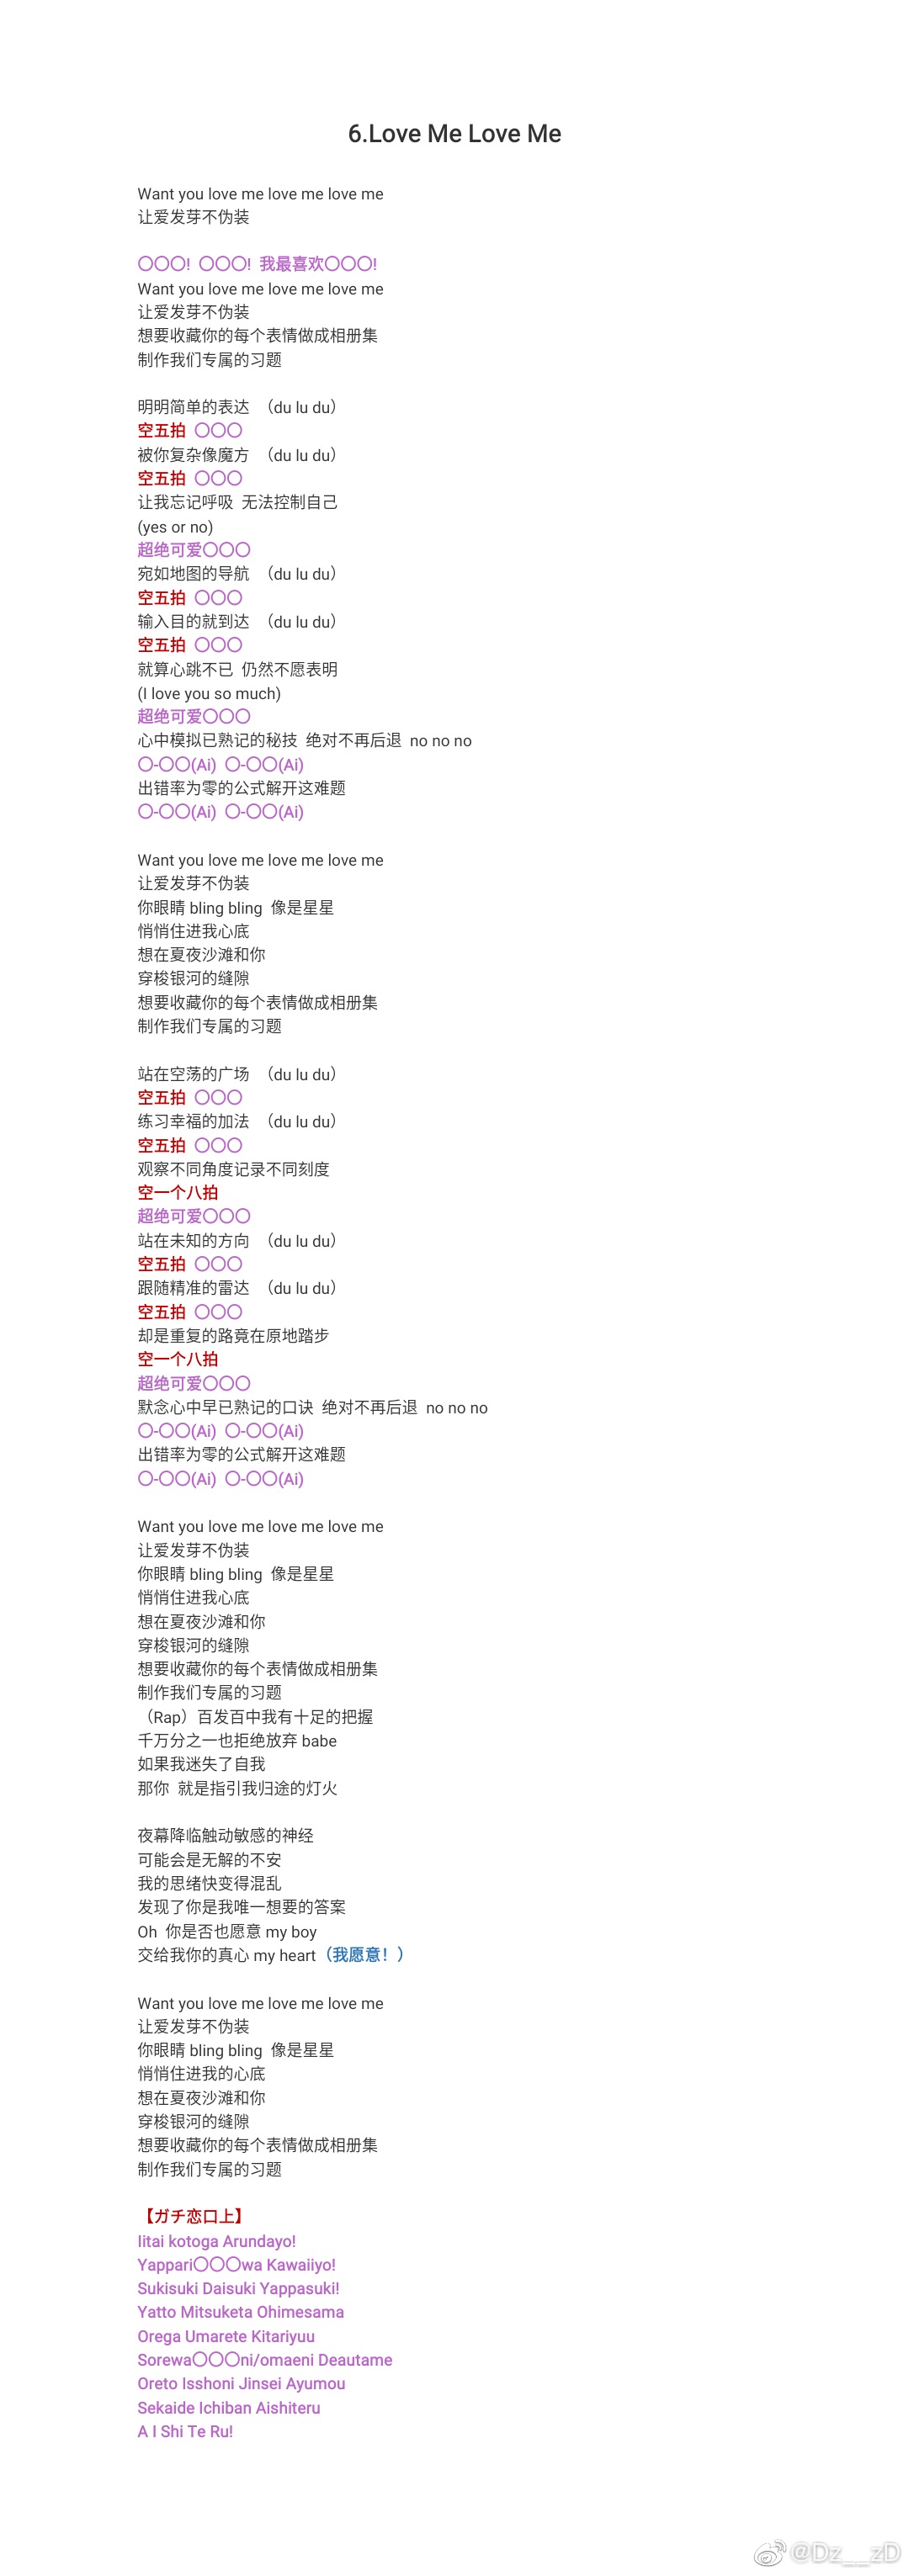 6.Love Me Love Me
Want you love me love me love me
让爱发芽不伪装
〇〇〇!  〇〇〇!  我最喜欢〇〇〇!
Want you love me love me love me
让爱发芽不伪装
想要收藏你的每个表情做成相册集
制作我们专属的习题
明明简单的表达 （du lu du）
空五拍  〇〇〇
被你复杂像魔方 （du lu du）
空五拍  〇〇〇
让我忘记呼吸  无法控制自己
(yes or no)
超绝可爱〇〇〇
宛如地图的导航 （du lu du）
空五拍  〇〇〇
输入目的就到达 （du lu du）
空五拍  〇〇〇
就算心跳不已  仍然不愿表明
(I love you so much)
超绝可爱〇〇〇
心中模拟已熟记的秘技  绝对不再后退  no no no
〇-〇〇(Ai)  〇-〇〇(Ai)
出错率为零的公式解开这难题
〇-〇〇(Ai)  〇-〇〇(Ai)
Want you love me love me love me
让爱发芽不伪装
你眼睛 bling bling  像是星星
悄悄住进我心底
想在夏夜沙滩和你
穿梭银河的缝隙
想要收藏你的每个表情做成相册集
制作我们专属的习题
站在空荡的广场 （du lu du）
空五拍  〇〇〇
练习幸福的加法 （du lu du）
空五拍  〇〇〇
观察不同角度记录不同刻度
空一个八拍
超绝可爱〇〇〇
站在未知的方向 （du lu du）
空五拍  〇〇〇
跟随精准的雷达 （du lu du）
空五拍  〇〇〇
却是重复的路竟在原地踏步
空一个八拍
超绝可爱〇〇〇
默念心中早已熟记的口诀  绝对不再后退  no no no
〇-〇〇(Ai)  〇-〇〇(Ai)
出错率为零的公式解开这难题
〇-〇〇(Ai)  〇-〇〇(Ai)
Want you love me love me love me
让爱发芽不伪装
你眼睛 bling bling  像是星星
悄悄住进我心底
想在夏夜沙滩和你
穿梭银河的缝隙
想要收藏你的每个表情做成相册集
制作我们专属的习题
（Rap）百发百中我有十足的把握
千万分之一也拒绝放弃 babe
如果我迷失了自我
那你  就是指引我归途的灯火
夜幕降临触动敏感的神经
可能会是无解的不安
我的思绪快变得混乱
发现了你是我唯一想要的答案
Oh  你是否也愿意 my boy
交给我你的真心 my heart（我愿意！）
Want you love me love me love me
让爱发芽不伪装
你眼睛 bling bling  像是星星
悄悄住进我的心底
想在夏夜沙滩和你
穿梭银河的缝隙
想要收藏你的每个表情做成相册集
制作我们专属的习题
【ガチ恋口上】
Iitai kotoga Arundayo!
Yappari〇〇〇wa Kawaiiyo!
Sukisuki Daisuki Yappasuki!
Yatto Mitsuketa Ohimesama
Orega Umarete Kitariyuu
Sorewa〇〇〇ni/omaeni Deautame
Oreto Isshoni Jinsei Ayumou
Sekaide Ichiban Aishiteru
A I Shi Te Ru!
@Dz__zD